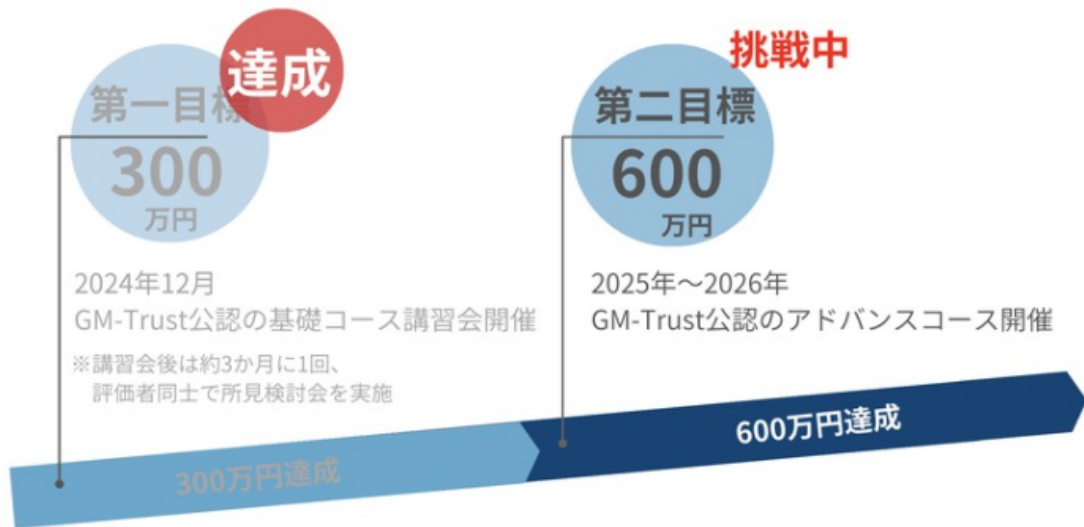 達成
第一目標
300
万円
2024年12月
GM-Trust公認の基礎コース講習会開催
※講習会後は約3か月に1回、
評価者同士で所見検討会を実施
挑戦中
第二目標
600
万円
2025年～2026年
GM-Trust公認のアドバンスコース開催
300万円達成
600万円達成